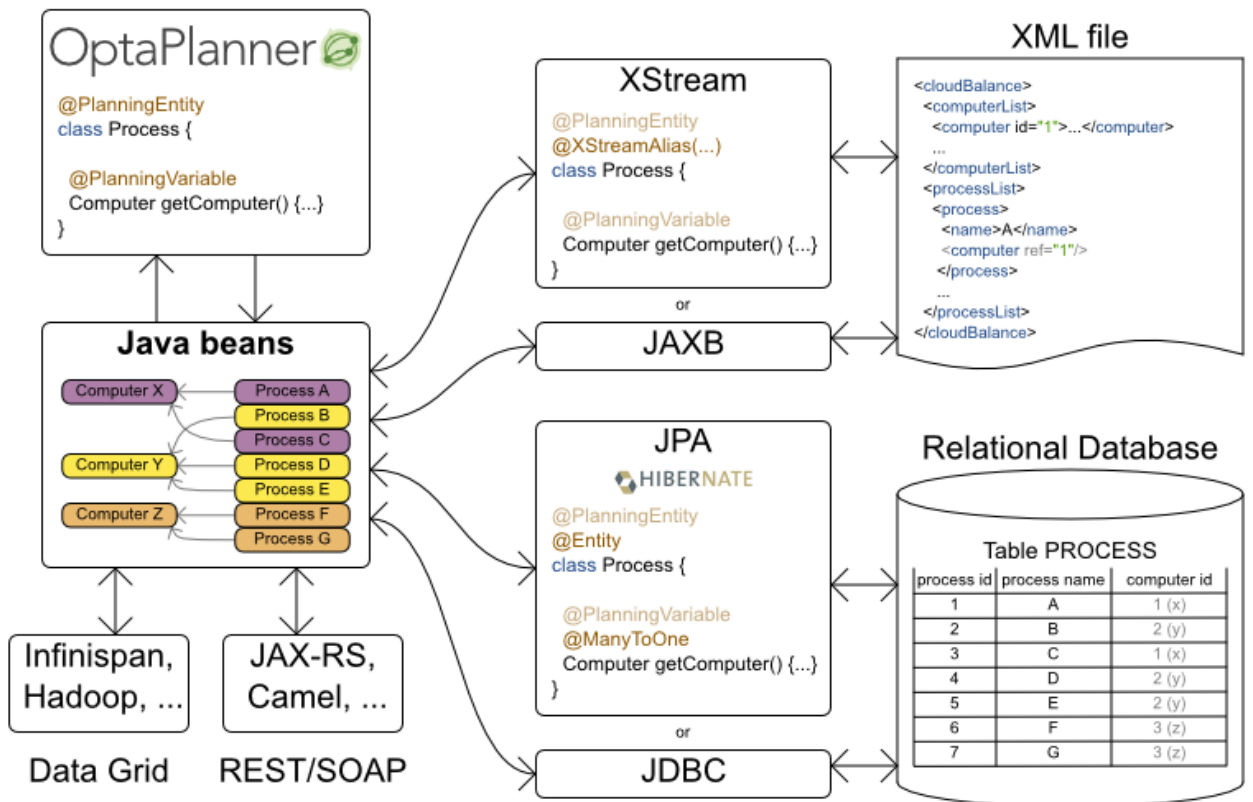 OptaPlanner
@PlanningEntity
class Process {
@PlanningVariable
Computer getComputer() {...}
}
Java beans
Computer X
Process A
Process B
Process C
Computer Y
Process D
Process E
Computer Z
Process F
Process G
Infinispan,
Hadoop, ...
Data Grid
JAX-RS,
Camel, ...
REST/SOAP
XStream
@PlanningEntity
@XStreamAlias(...)
class Process {
@PlanningVariable
Computer getComputer() {...}
}
or
JAXB
JPA
HIBERNATE
@PlanningEntity
@Entity
class Process {
@PlanningVariable
@ManyToOne
Computer getComputer() {...}
}
or
JDBC
XML file
<cloudBalance>
<computerList>
<computer id="1">...</computer>
...
</computerList>
<processList>
<process>
<name>A</name>
<computer ref="1"/>
</process>
...
</processList>
</cloudBalance>
Relational Database
Table PROCESS
process id process name computer id
1 A 1 (x)
2 B 2 (y)
3 C 1 (x)
4 D 2 (y)
5 E 2 (y)
6 F 3 (z)
7 G 3 (z)